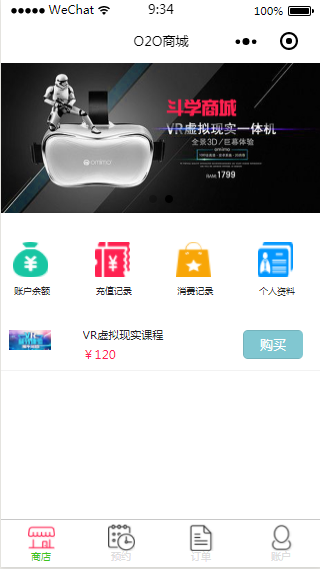 WeChat 9:34 100%
O2O商城
斗学商城
VR虚拟现实一体机
全景3D/巨幕体验
RMB:1799
账户余额 充值记录 消费记录 个人资料
VR虚拟现实课程
¥120
购买
商店 预约 订单 账户